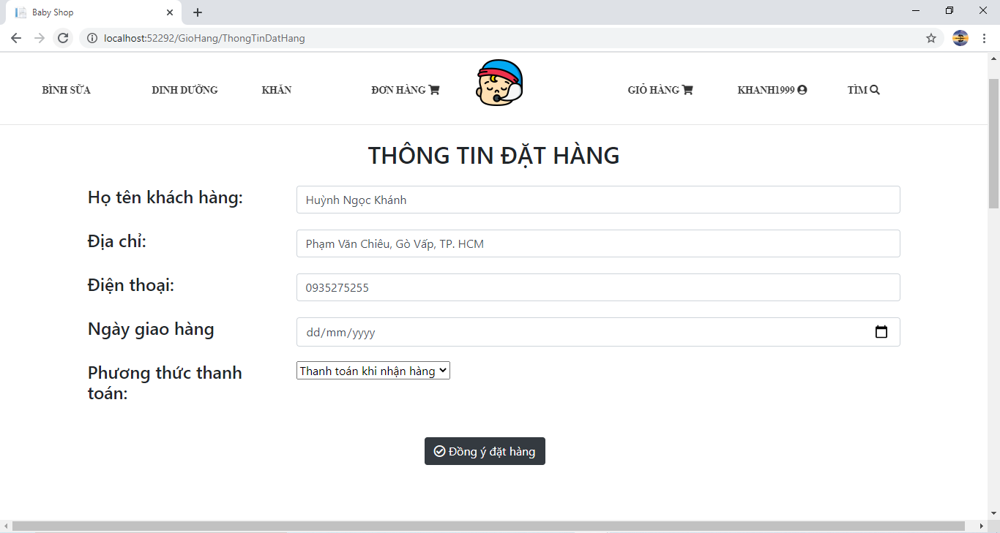 Baby Shop
localhost:52292/GioHang/ThongTinDatHang
BÌNH SỮA DINH DƯỠNG KHĂN ĐƠN HÀNG GIỎ HÀNG KHANH1999 TÌM
THÔNG TIN ĐẶT HÀNG
Họ tên khách hàng: Huỳnh Ngọc Khánh
Địa chỉ: Phạm Văn Chiêu, Gò Vấp, TP. HCM
Điện thoại: 0935275255
Ngày giao hàng dd/mm/yyyy
Phương thức thanh Thanh toán khi nhận hàng
toán:
Đồng ý đặt hàng